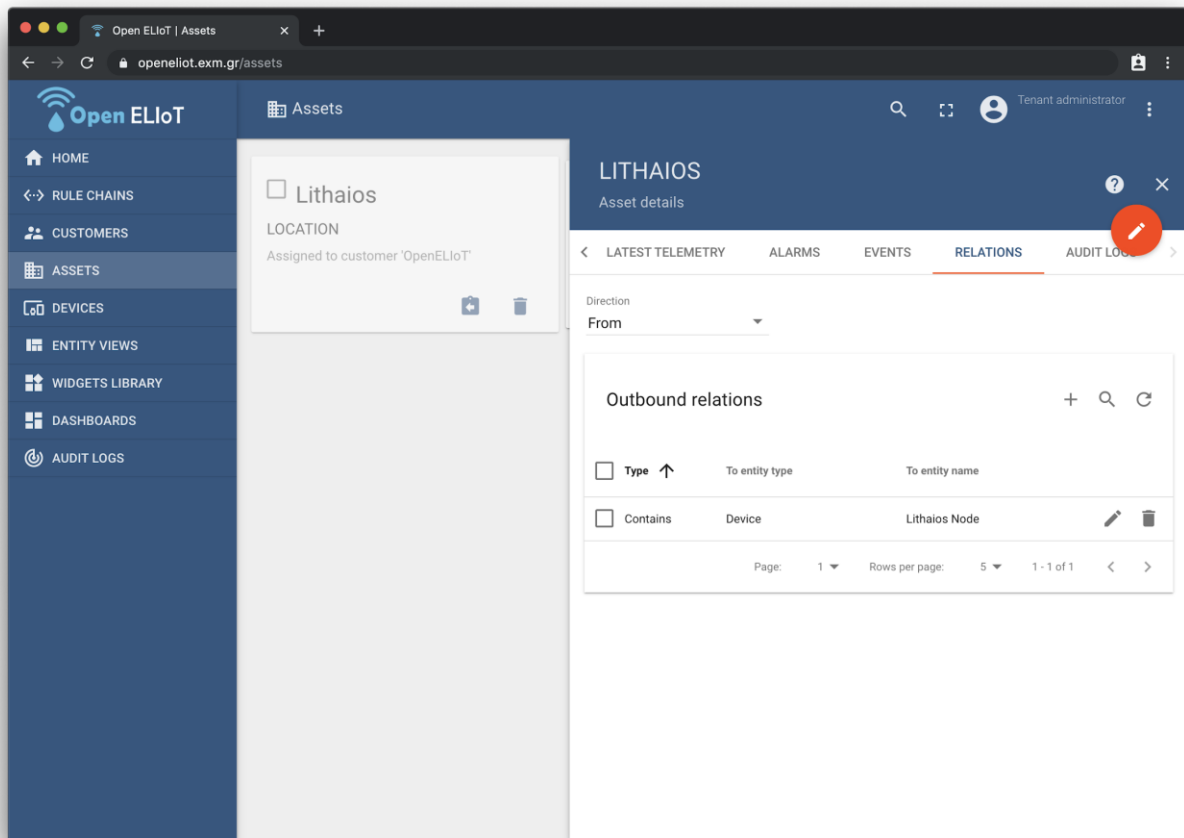 Open ELIoT | Assets
openeliot.exm.gr/assets
Open ELIoT
Assets
Tenant administrator
HOME
RULE CHAINS
CUSTOMERS
ASSETS
DEVICES
ENTITY VIEWS
WIDGETS LIBRARY
DASHBOARDS
AUDIT LOGS
Lithaios
LOCATION
Assigned to customer 'OpenELIoT'
LITHAIOS
Asset details
LATEST TELEMETRY ALARMS EVENTS RELATIONS AUDIT LOGS
Direction
From
Outbound relations
Type To entity type To entity name
Contains Device Lithaios Node
Page: 1 Rows per page: 5 1 - 1 of 1